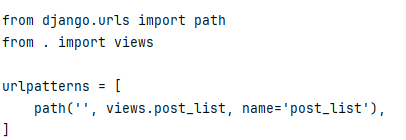 from django.urls import path
from . import views

urlpatterns = [
    path('', views.post_list, name='post_list'),
]